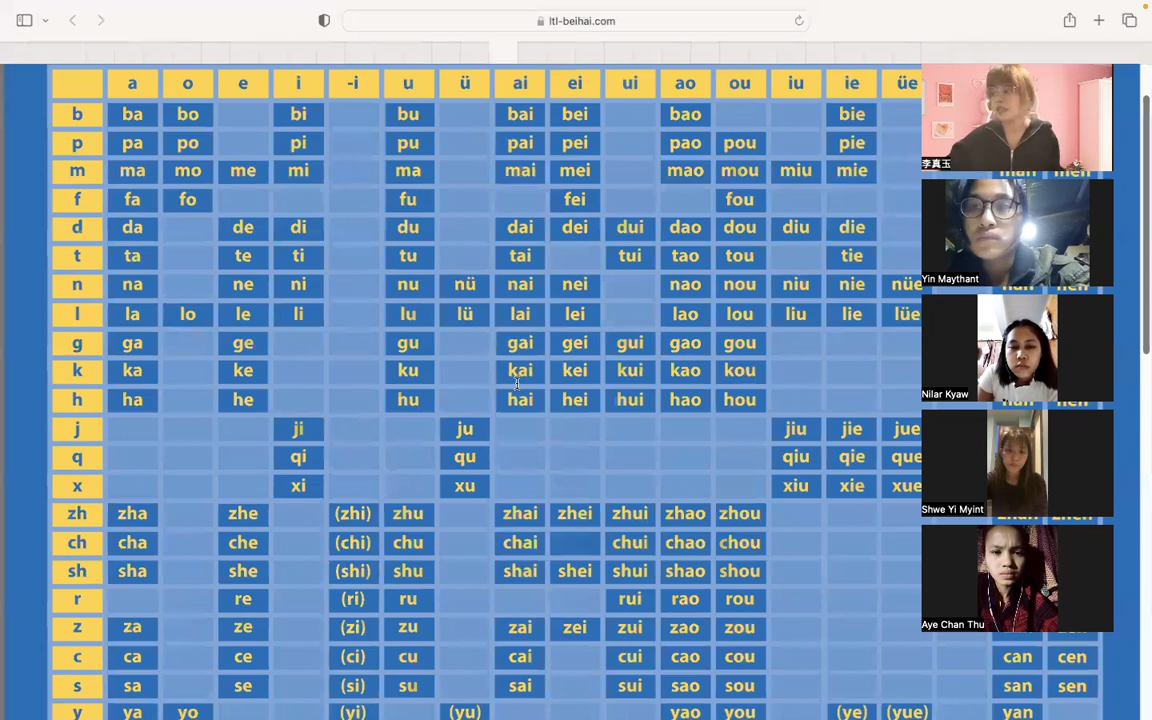 ltl-beihai.com
a o e i -i u ü ai ei ui ao ou iu ie üe
b ba bo bi bu bai bei bao bie
p pa po pi pu pai pei pao pou pie
m ma mo me mi ma mai mei mao mou miu mie
f fa fo fu fei fou
d da de di du dai dei dui dao dou diu die
t ta te ti tu tai tui tao tou tie
n na ne ni nu nü nai nei nao nou niu nie nüe
l la lo le li lu lü lai lei lao lou liu lie lüe
g ga ge gu gai gei gui gao gou
k ka ke ku kai kei kui kao kou
h ha he hu hai hei hui hao hou
j ji ju jiu jie jue
q qi qu qiu qie que
x xi xu xiu xie xue
zh zha zhe (zhi) zhu zhai zhei zhui zhao zhou
ch cha che (chi) chu chai chui chao chou
sh sha she (shi) shu shai shei shui shao shou
r re (ri) ru rui rao rou
z za ze (zi) zu zai zei zui zao zou
c ca ce (ci) cu cai cui cao cou can cen
s sa se (si) su sai sui sao sou san sen
y ya yo (yi) (yu) yao you (ye) (yue) yan
李真玉
Yin Maythant
Nilar Kyaw
Shwe Yi Myint
Aye Chan Thu